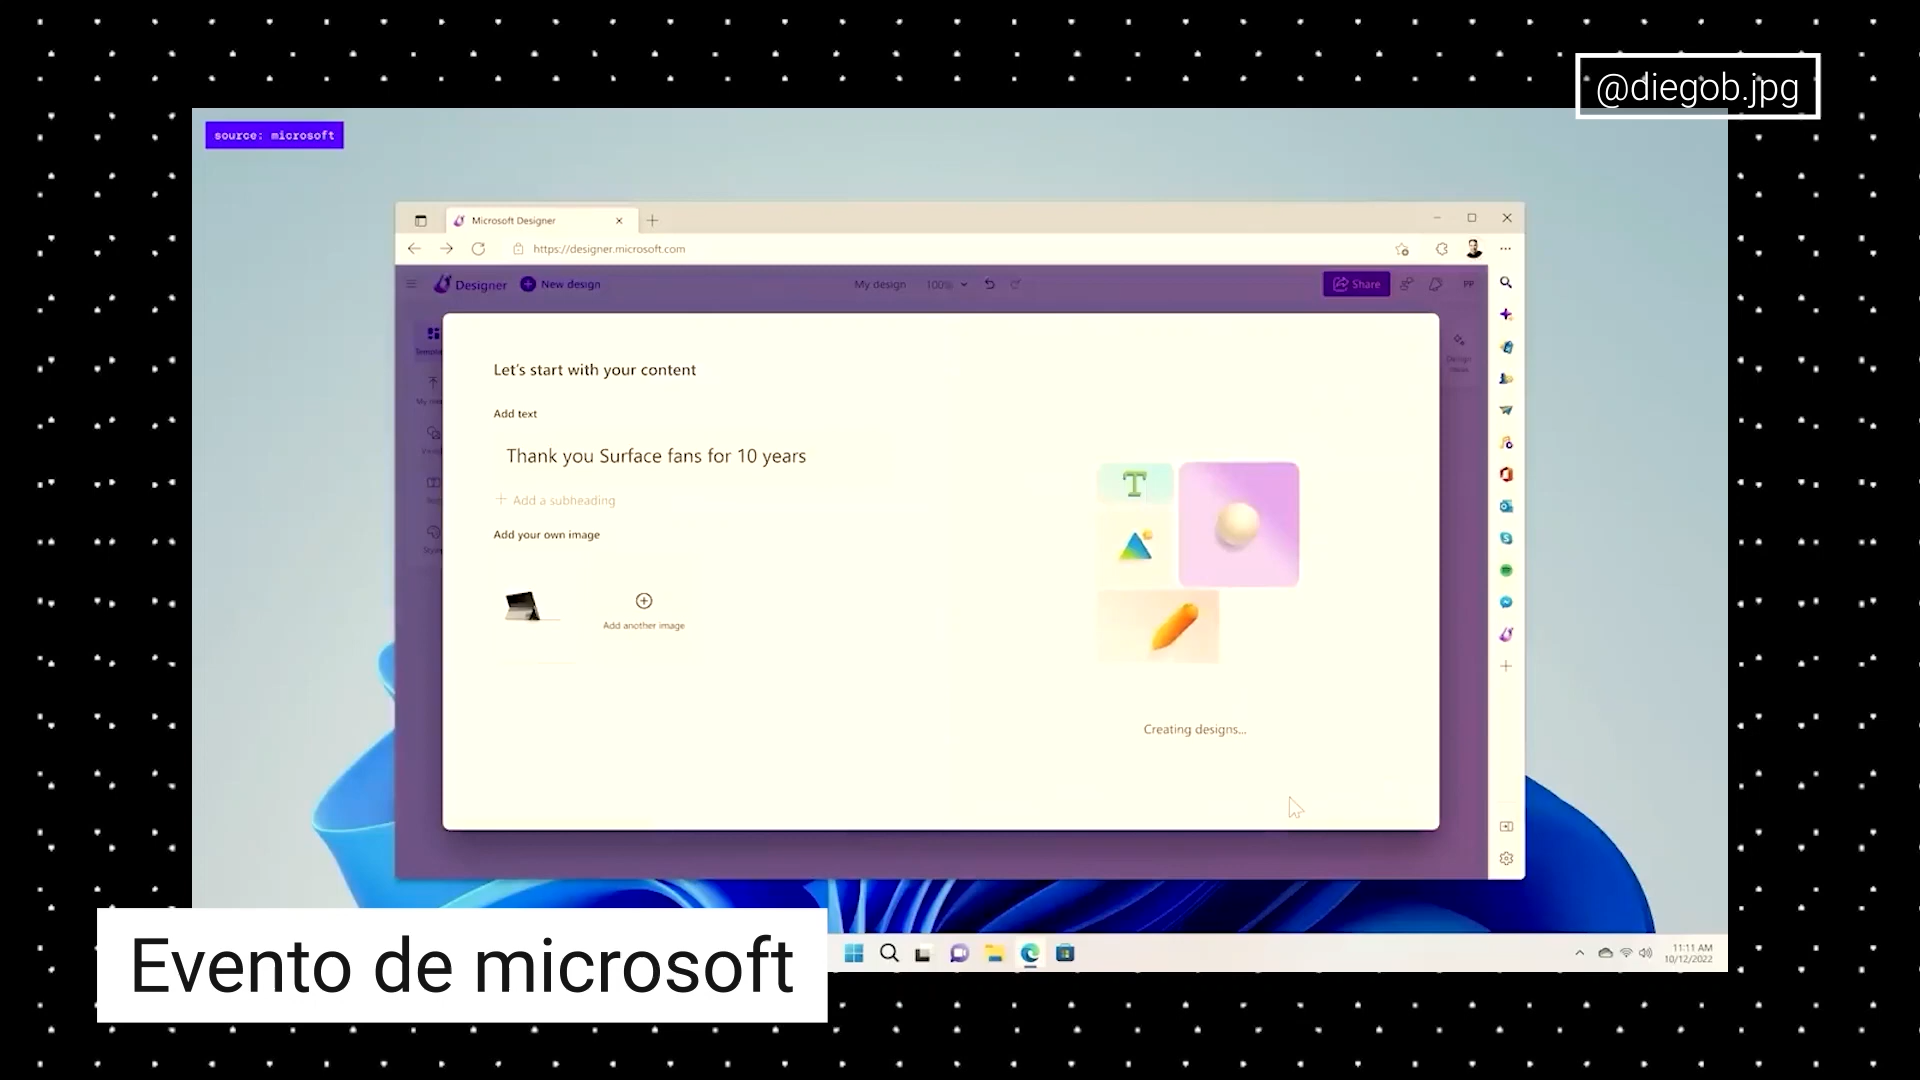 @diegob.jpg
source: microsoft
Microsoft Designer
https://designer.microsoft.com
Designer
New design
My design
100%
Share
PP
Let's start with your content
Add text
Thank you Surface fans for 10 years
Add a subheading
Add your own image
Add another image
T
Creating designs...
Evento de microsoft
11:11 AM
10/12/2022